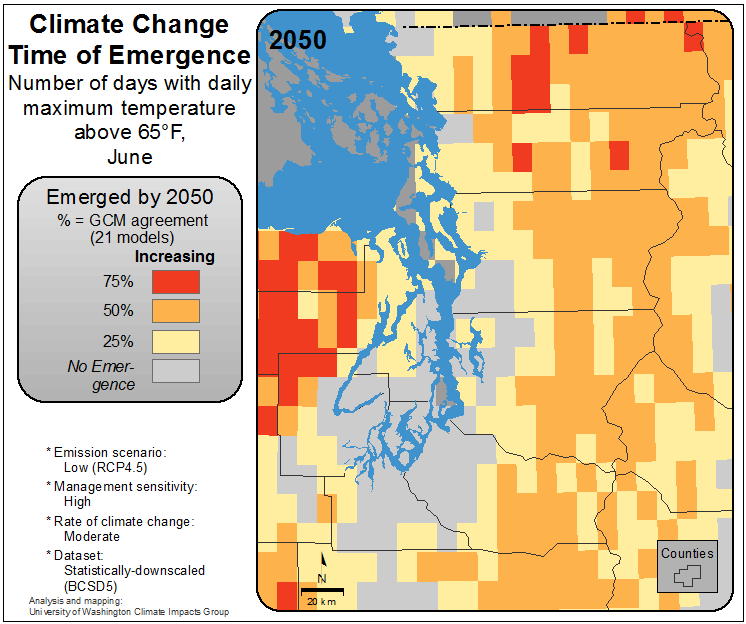 Climate Change
Time of Emergence
Number of days with daily
maximum temperature
above 65°F,
June
Emerged by 2050
% = GCM agreement
(21 models)
Increasing
75%
50%
25%
No Emer-
gence
* Emission scenario:
Low (RCP4.5)
* Management sensitivity:
High
* Rate of climate change:
Moderate
* Dataset:
Statistically-downscaled
(BCSD5)
Analysis and mapping:
University of Washington Climate Impacts Group
2050
N
20 km
Counties